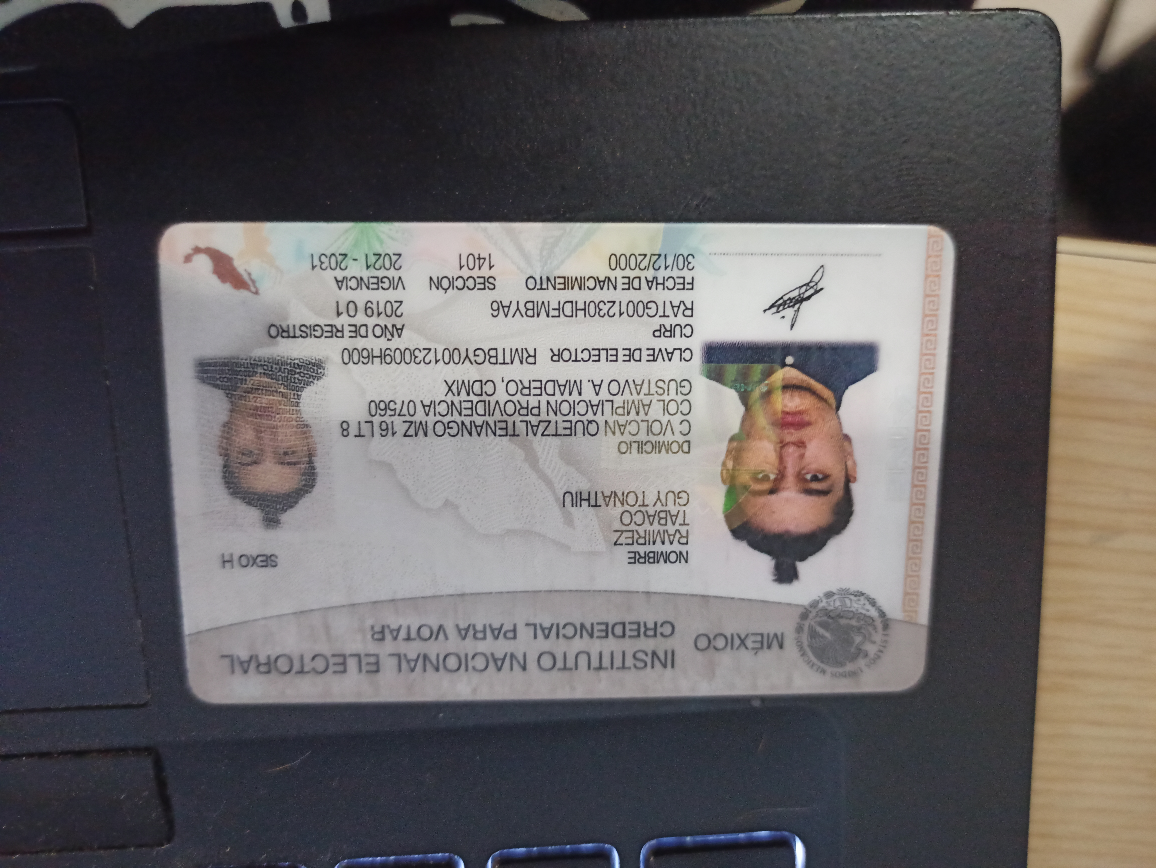 MÉXICO
INSTITUTO NACIONAL ELECTORAL
CREDENCIAL PARA VOTAR
NOMBRE
RAMIREZ
TABACO
GUY TONATHIU
SEXO H
DOMICILIO
C VOLCAN QUETZALTENANGO MZ 16 LT 8
COL AMPLIACION PROVIDENCIA 07560
GUSTAVO A. MADERO, CDMX
CLAVE DE ELECTOR RMTBGY00123009H600
CURP
RATG001230HDFMBYA6
AÑO DE REGISTRO
2019 01
FECHA DE NACIMIENTO
30/12/2000
SECCIÓN
1401
VIGENCIA
2021 - 2031